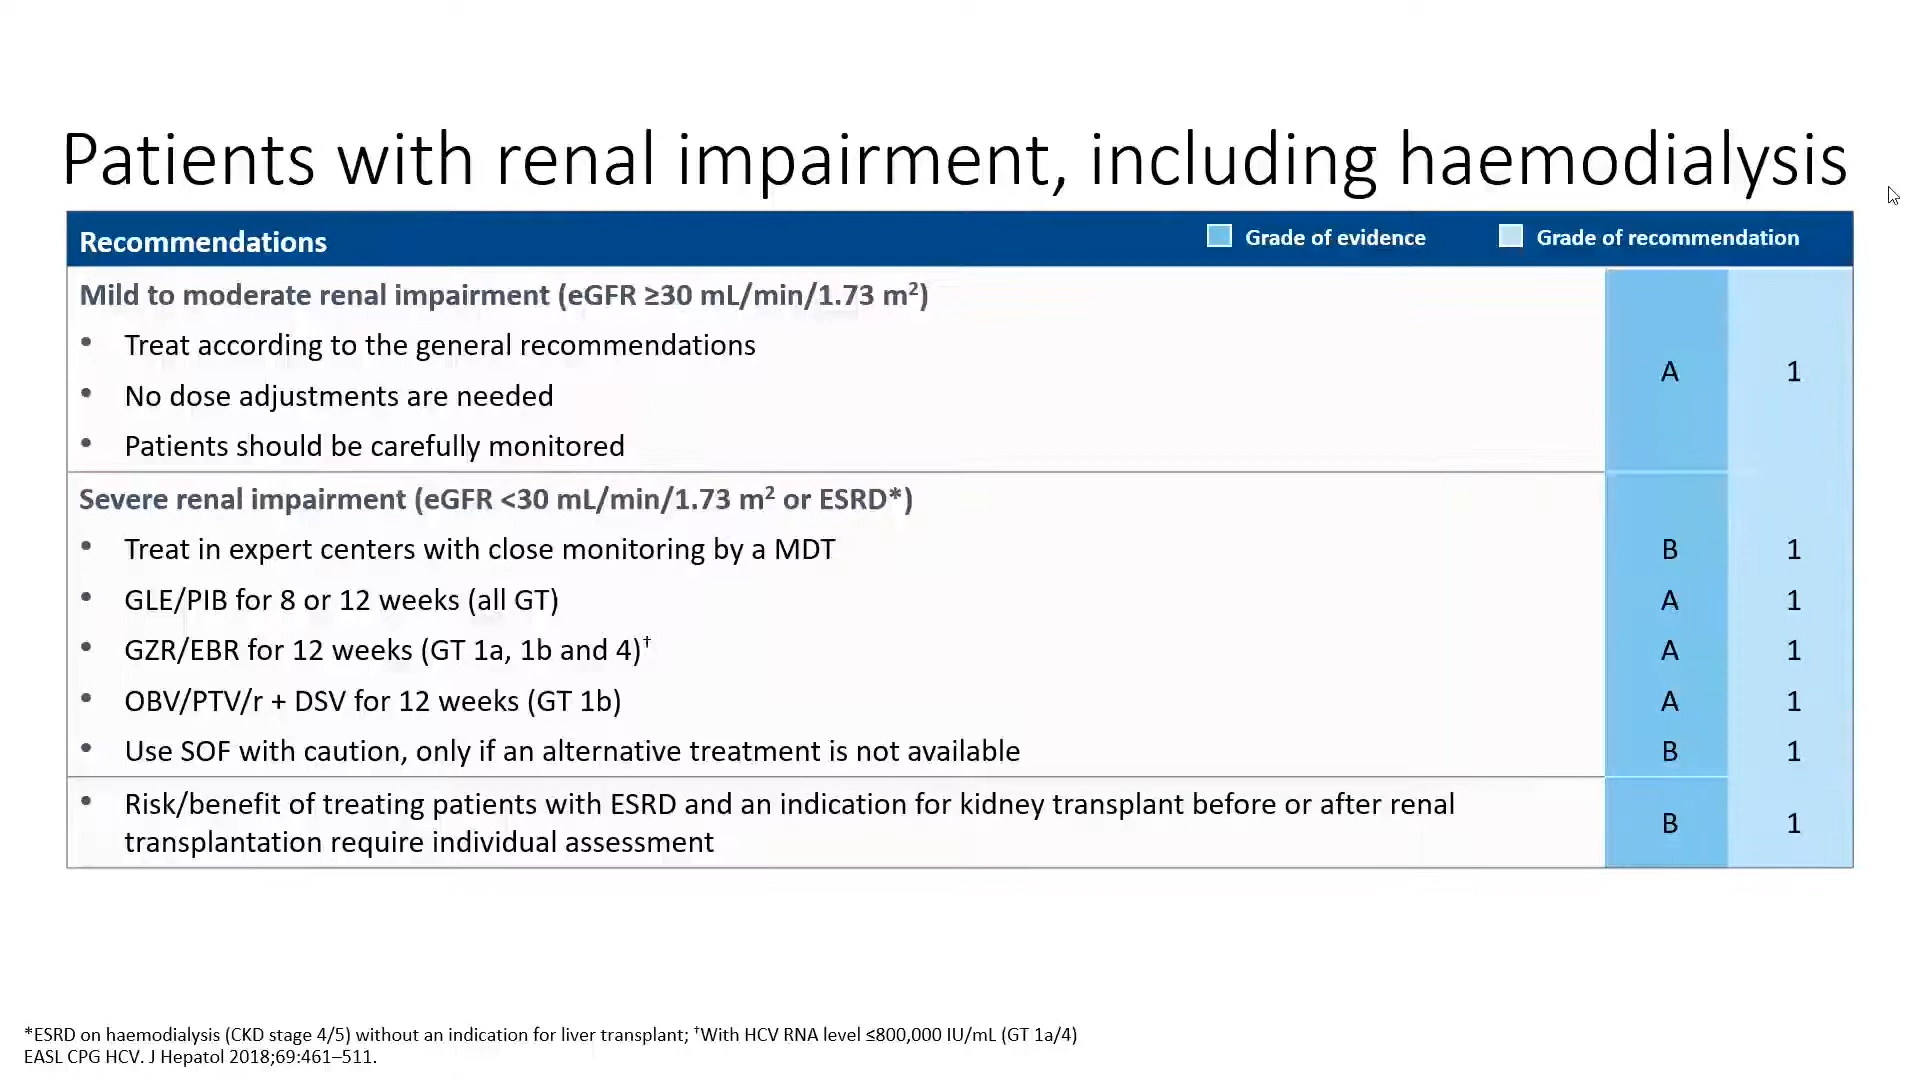 Patients with renal impairment, including haemodialysis
Recommendations Grade of evidence Grade of recommendation
Mild to moderate renal impairment (eGFR ≥30 mL/min/1.73 m²)
• Treat according to the general recommendations
A 1
• No dose adjustments are needed
• Patients should be carefully monitored
Severe renal impairment (eGFR <30 mL/min/1.73 m² or ESRD*)
• Treat in expert centers with close monitoring by a MDT B 1
• GLE/PIB for 8 or 12 weeks (all GT) A 1
• GZR/EBR for 12 weeks (GT 1a, 1b and 4)† A 1
• OBV/PTV/r + DSV for 12 weeks (GT 1b) A 1
• Use SOF with caution, only if an alternative treatment is not available B 1
• Risk/benefit of treating patients with ESRD and an indication for kidney transplant before or after renal
transplantation require individual assessment
B 1
*ESRD on haemodialysis (CKD stage 4/5) without an indication for liver transplant; †With HCV RNA level ≤800,000 IU/mL (GT 1a/4)
EASL CPG HCV. J Hepatol 2018;69:461–511.